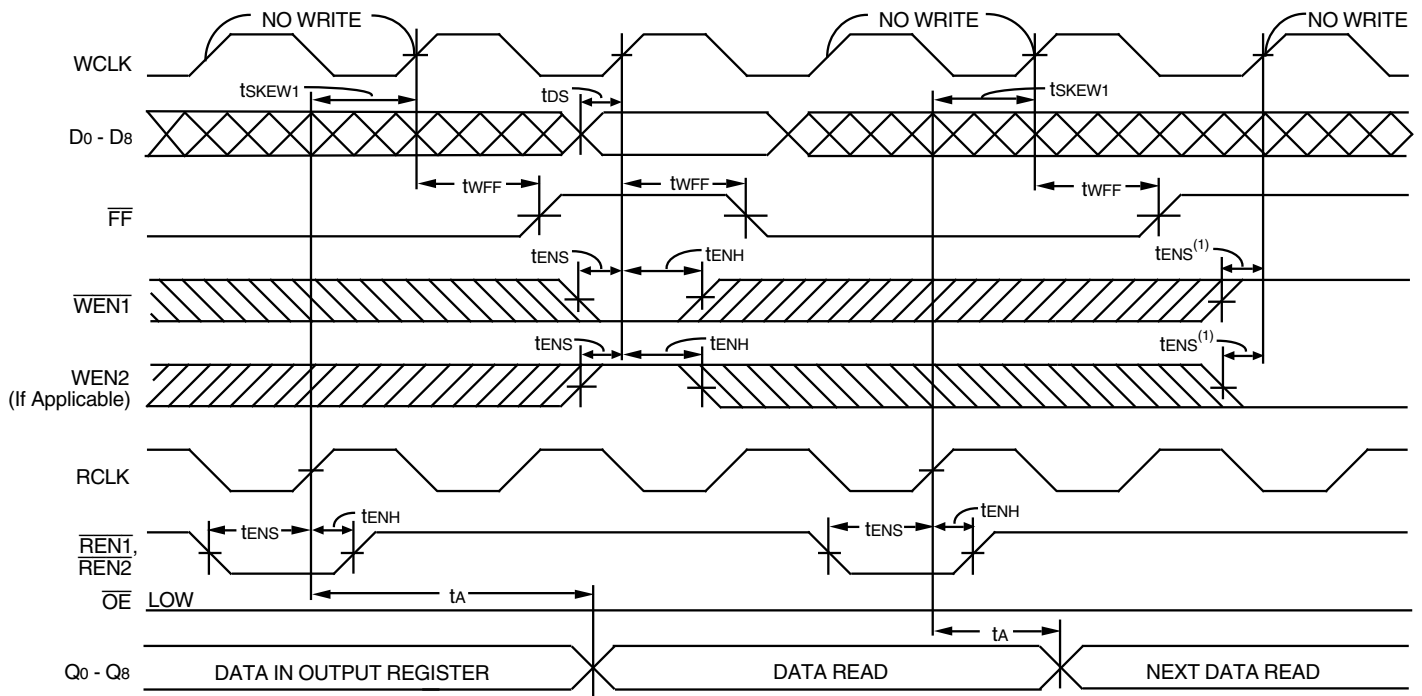 NO WRITE
NO WRITE
NO WRITE
WCLK
tSKEW1
tDS
tSKEW1
D0 - D8
tWFF
tWFF
tWFF
FF
tENS
tENH
tENS(1)
WEN1
tENS
tENH
tENS(1)
WEN2
(If Applicable)
RCLK
tENS
tENH
tENS
tENH
REN1,
REN2
OE
LOW
tA
tA
Q0 - Q8
DATA IN OUTPUT REGISTER
DATA READ
NEXT DATA READ